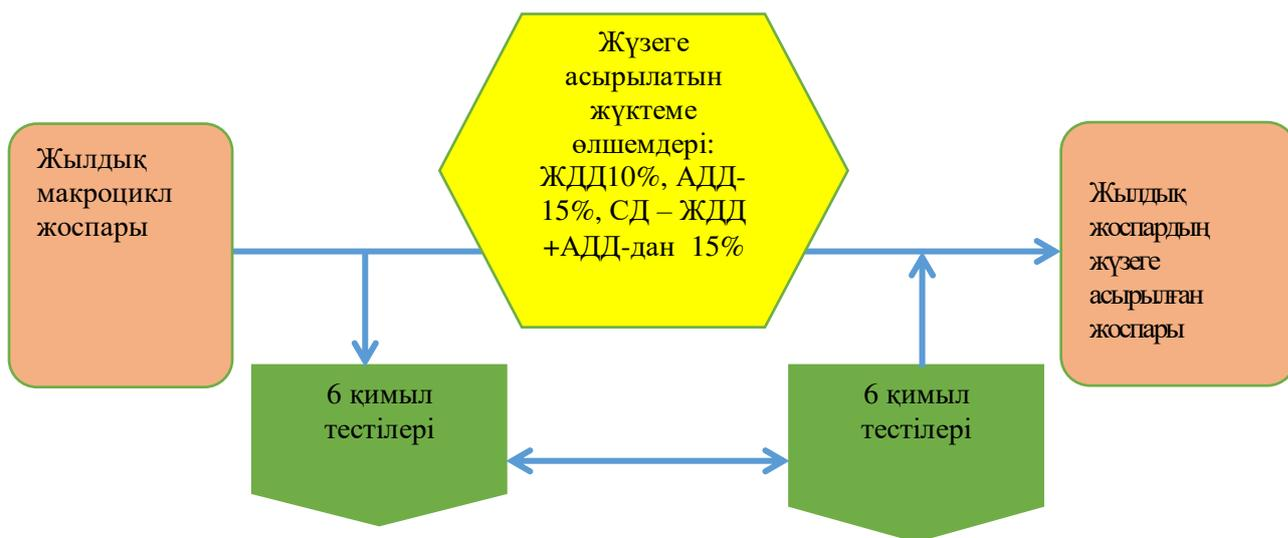 Жүзеге
асырылатын
жүктеме
өлшемдері:
ЖДД10%, АДД-
15%, СД – ЖДД
+АДД-дан 15%
Жылдық
макроцикл
жоспары
Жылдық
жоспардың
жүзеге
асырылған
жоспары
6 қимыл
тестілері
6 қимыл
тестілері